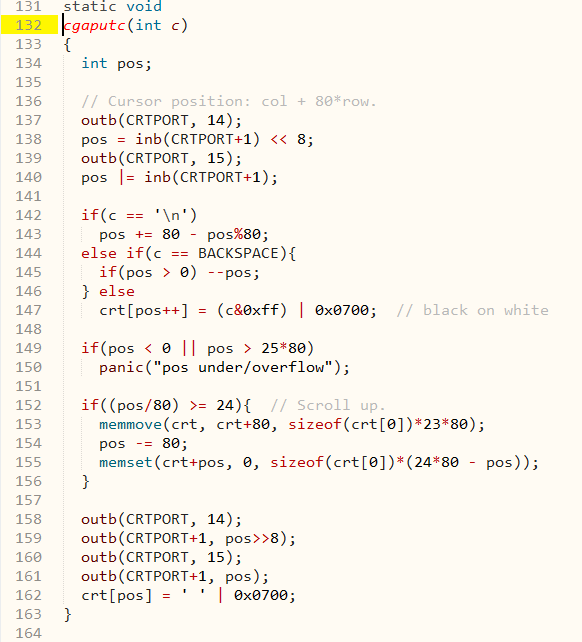 131 static void
132 cgaputc(int c)
133 {
134   int pos;
135
136   // Cursor position: col + 80*row.
137   outb(CRTPORT, 14);
138   pos = inb(CRTPORT+1) << 8;
139   outb(CRTPORT, 15);
140   pos |= inb(CRTPORT+1);
141
142   if(c == '\n')
143     pos += 80 - pos%80;
144   else if(c == BACKSPACE){
145     if(pos > 0) --pos;
146   } else
147     crt[pos++] = (c&0xff) | 0x0700;  // black on white
148
149   if(pos < 0 || pos > 25*80)
150     panic("pos under/overflow");
151
152   if((pos/80) >= 24){  // Scroll up.
153     memmove(crt, crt+80, sizeof(crt[0])*23*80);
154     pos -= 80;
155     memset(crt+pos, 0, sizeof(crt[0])*(24*80 - pos));
156   }
157
158   outb(CRTPORT, 14);
159   outb(CRTPORT+1, pos>>8);
160   outb(CRTPORT, 15);
161   outb(CRTPORT+1, pos);
162   crt[pos] = ' ' | 0x0700;
163 }
164